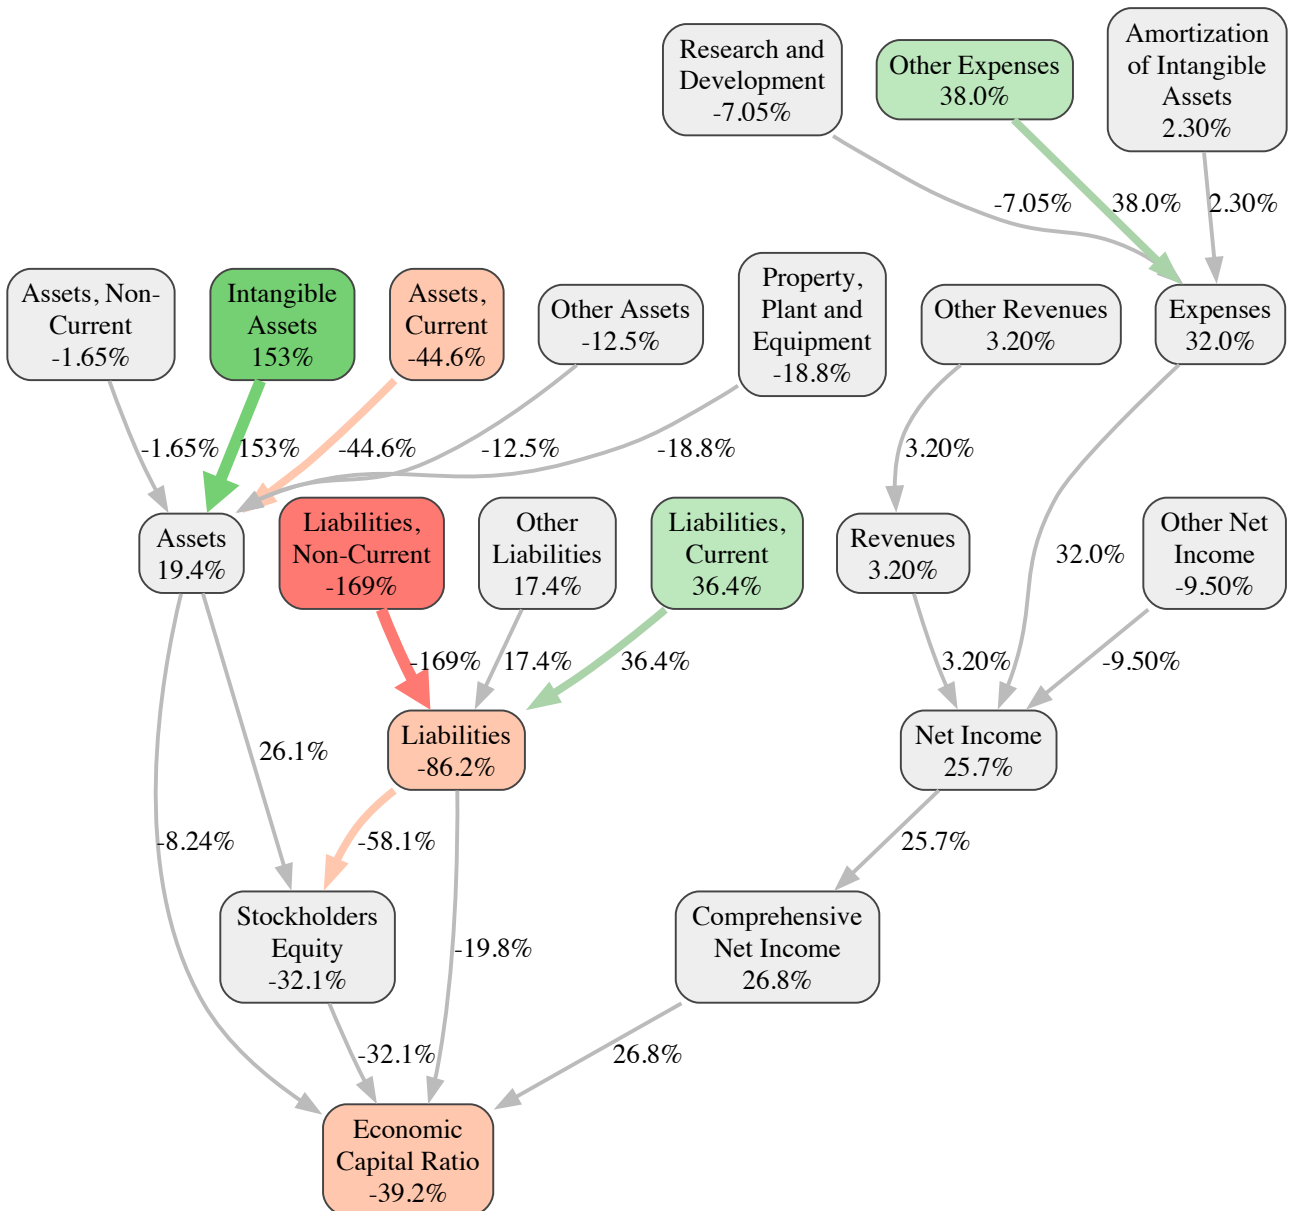 Research and
Development
-7.05%
Other Expenses
38.0%
Amortization
of Intangible
Assets
2.30%
-7.05%
38.0%
2.30%
Assets, Non-
Current
-1.65%
Intangible
Assets
153%
Assets,
Current
-44.6%
Other Assets
-12.5%
Property,
Plant and
Equipment
-18.8%
Other Revenues
3.20%
Expenses
32.0%
-1.65%
153%
-44.6%
-12.5%
-18.8%
3.20%
Assets
19.4%
Liabilities,
Non-Current
-169%
Other
Liabilities
17.4%
Liabilities,
Current
36.4%
Revenues
3.20%
32.0%
Other Net
Income
-9.50%
-169%
17.4%
36.4%
3.20%
-9.50%
26.1%
Liabilities
-86.2%
Net Income
25.7%
-8.24%
-58.1%
25.7%
Stockholders
Equity
-32.1%
-19.8%
Comprehensive
Net Income
26.8%
-32.1%
26.8%
Economic
Capital Ratio
-39.2%